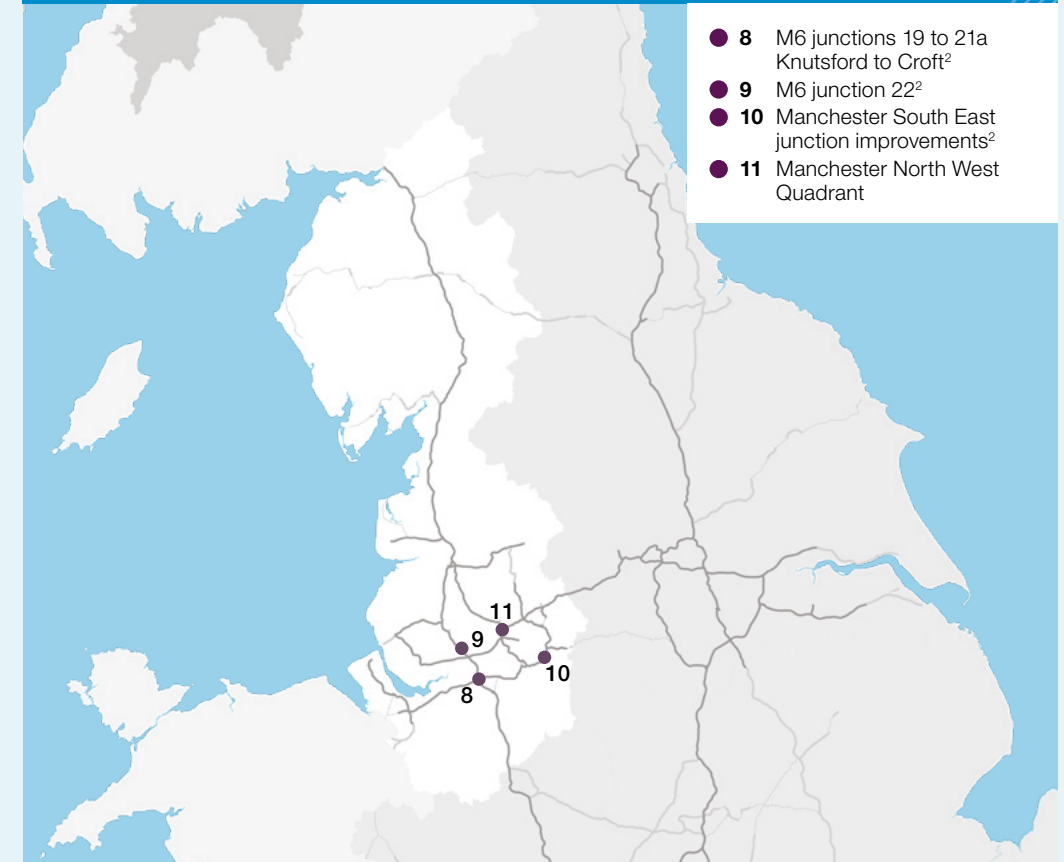 8 M6 junctions 19 to 21a
Knutsford to Croft²
9 M6 junction 22²
10 Manchester South East
junction improvements²
11 Manchester North West
Quadrant
11
9
10
8